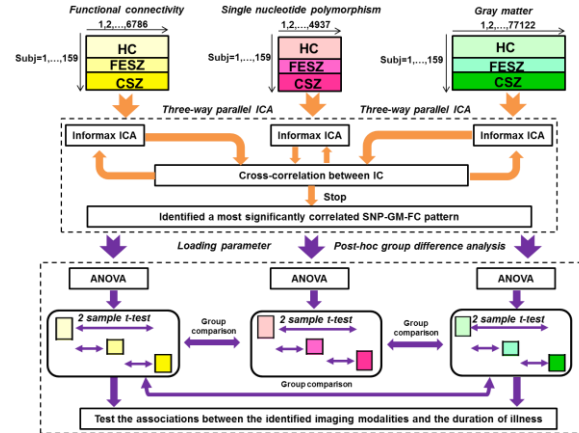 Functional connectivity
Single nucleotide polymorphism
Gray matter
1,2,...,6786
1,2,...,4937
1,2,...,77122
Subj=1,...,159
HC
FESZ
CSZ
Subj=1,...,159
HC
FESZ
CSZ
Subj=1,...,159
HC
FESZ
CSZ
Three-way parallel ICA
Three-way parallel ICA
Informax ICA
Informax ICA
Informax ICA
Cross-correlation between IC
Stop
Identified a most significantly correlated SNP-GM-FC pattern
Loading parameter
Post-hoc group difference analysis
ANOVA
ANOVA
ANOVA
2 sample t-test
Group
comparison
2 sample t-test
Group
comparison
2 sample t-test
Group comparison
Test the associations between the identified imaging modalities and the duration of illness